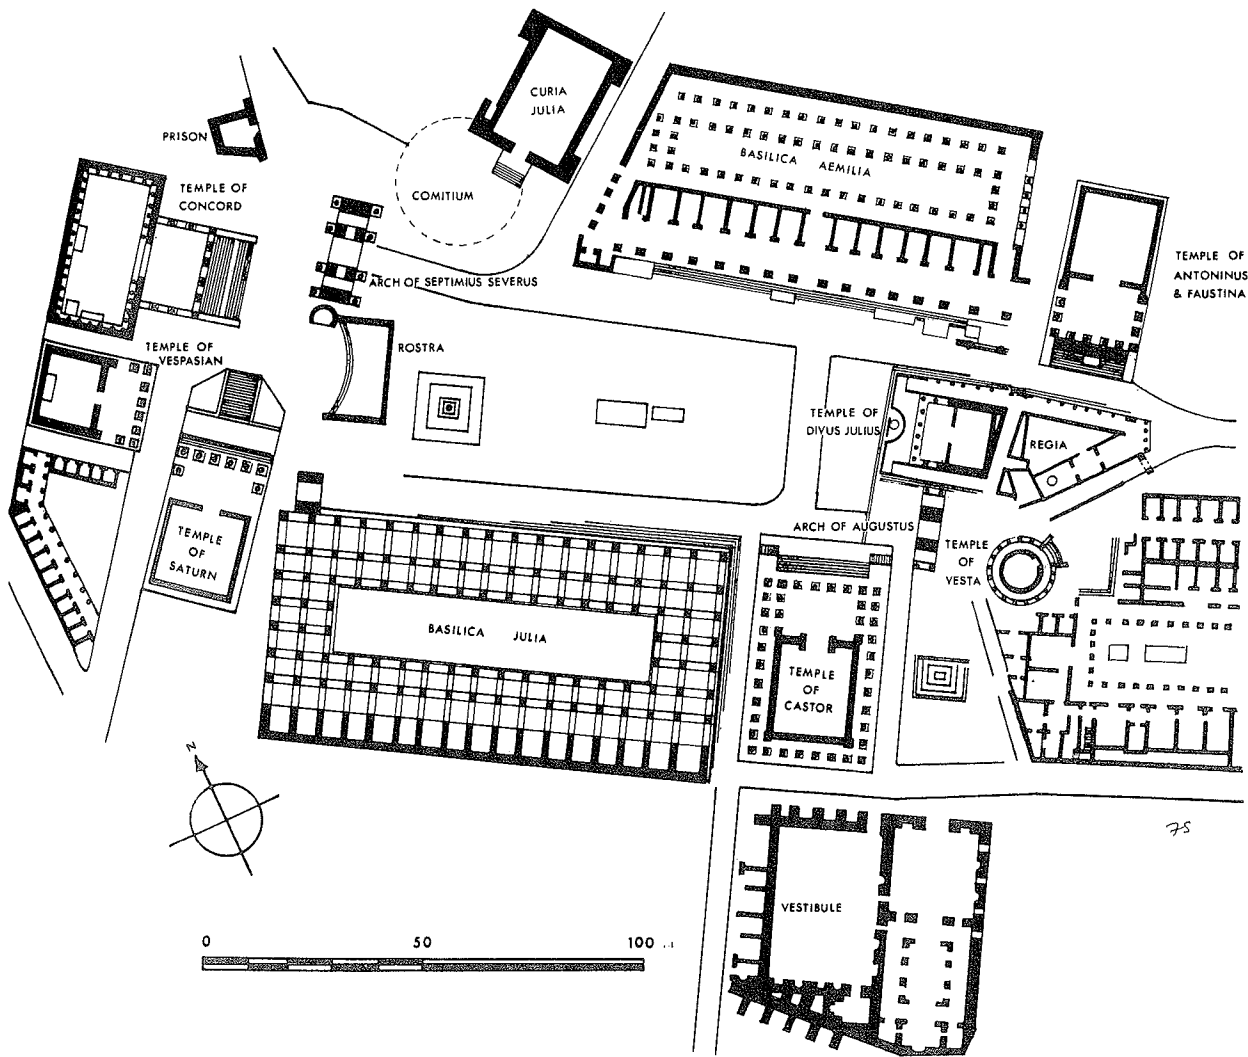 CURIA
JULIA
PRISON
BASILICA AEMILIA
TEMPLE OF
CONCORD
COMITIUM
TEMPLE OF
ANTONINUS
& FAUSTINA
ARCH OF SEPTIMIUS SEVERUS
TEMPLE OF
VESPASIAN
ROSTRA
TEMPLE OF
DIVUS JULIUS
REGIA
ARCH OF AUGUSTUS
TEMPLE
OF
SATURN
TEMPLE
OF
VESTA
BASILICA JULIA
TEMPLE
OF
CASTOR
N
75
VESTIBULE
0 50 100